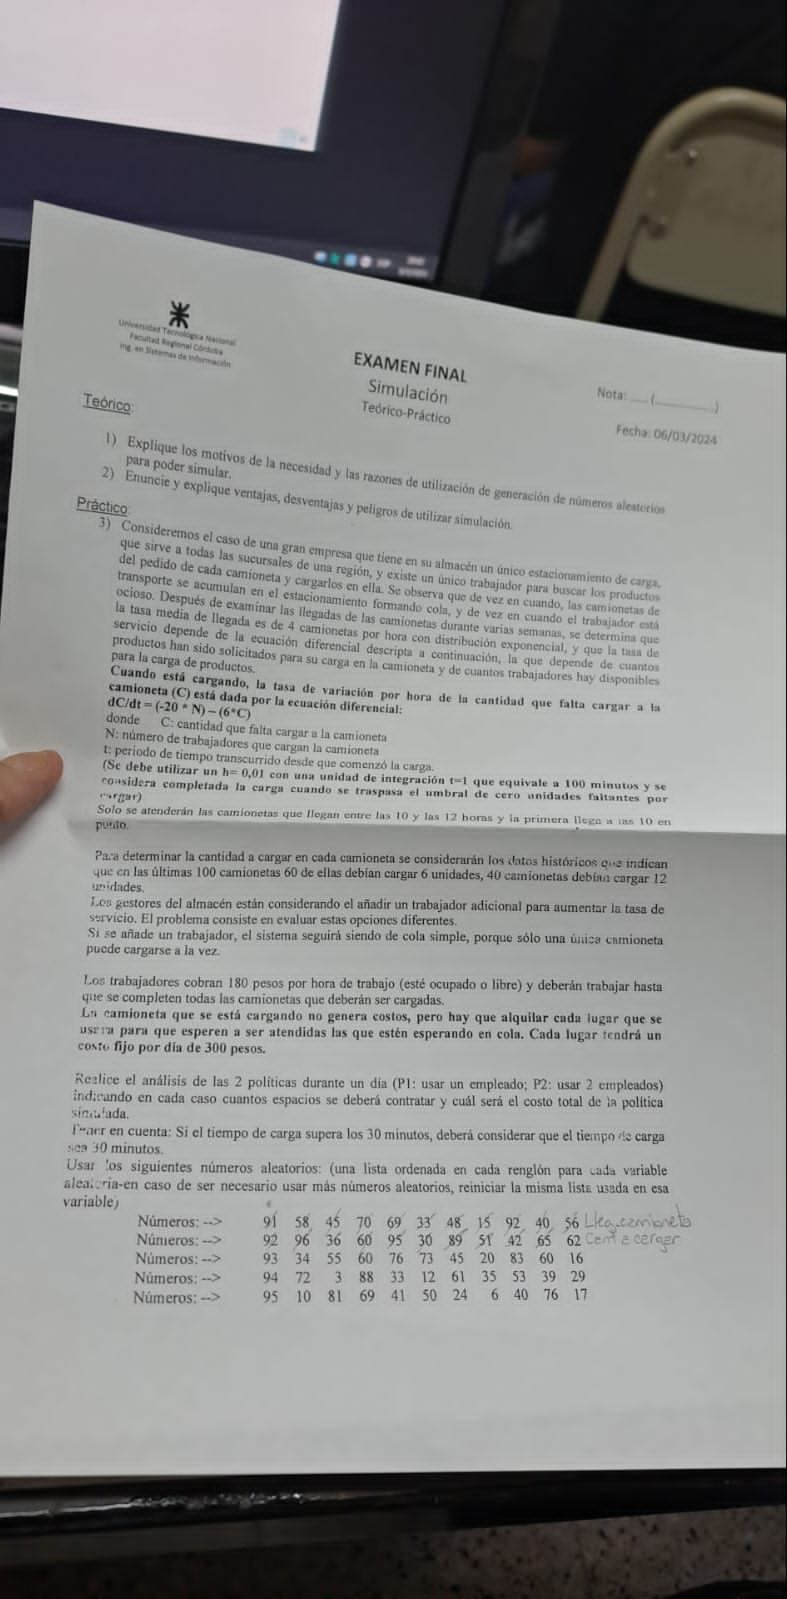 Universidad Tecnológica Nacional
Facultad Regional Córdoba
Ing. en Sistemas de Información
EXAMEN FINAL
Simulación
Teórico-Práctico
Nota: ..... (..............)
Fecha: 06/03/2024
Teórico:
1) Explique los motivos de la necesidad y las razones de utilización de generación de números aleatorios
para poder simular.
2) Enuncie y explique ventajas, desventajas y peligros de utilizar simulación.
Práctico:
3) Consideremos el caso de una gran empresa que tiene en su almacén un único estacionamiento de carga,
que sirve a todas las sucursales de una región, y existe un único trabajador para buscar los productos
del pedido de cada camioneta y cargarlos en ella. Se observa que de vez en cuando, las camionetas de
transporte se acumulan en el estacionamiento formando cola, y de vez en cuando el trabajador está
ocioso. Después de examinar las llegadas de las camionetas durante varias semanas, se determina que
la tasa media de llegada es de 4 camionetas por hora con distribución exponencial, y que la tasa de
servicio depende de la ecuación diferencial descripta a continuación, la que depende de cuantos
productos han sido solicitados para su carga en la camioneta y de cuantos trabajadores hay disponibles
para la carga de productos.
Cuando está cargando, la tasa de variación por hora de la cantidad que falta cargar a la
camioneta (C) está dada por la ecuación diferencial:
dC/dt = (-20 * N) – (6*C)
donde C: cantidad que falta cargar a la camioneta
N: número de trabajadores que cargan la camioneta
t: periodo de tiempo transcurrido desde que comenzó la carga.
(Se debe utilizar un h= 0,01 con una unidad de integración t=1 que equivale a 100 minutos y se
considera completada la carga cuando se traspasa el umbral de cero unidades faltantes por
cargar)
Solo se atenderán las camionetas que llegan entre las 10 y las 12 horas y la primera llega a las 10 en
punto.
Para determinar la cantidad a cargar en cada camioneta se considerarán los datos históricos que indican
que en las últimas 100 camionetas 60 de ellas debían cargar 6 unidades, 40 camionetas debían cargar 12
unidades.
Los gestores del almacén están considerando el añadir un trabajador adicional para aumentar la tasa de
servicio. El problema consiste en evaluar estas opciones diferentes.
Si se añade un trabajador, el sistema seguirá siendo de cola simple, porque sólo una única camioneta
puede cargarse a la vez.
Los trabajadores cobran 180 pesos por hora de trabajo (esté ocupado o libre) y deberán trabajar hasta
que se completen todas las camionetas que deberán ser cargadas.
La camioneta que se está cargando no genera costos, pero hay que alquilar cada lugar que se
usara para que esperen a ser atendidas las que estén esperando en cola. Cada lugar tendrá un
costo fijo por día de 300 pesos.
Realice el análisis de las 2 políticas durante un día (P1: usar un empleado; P2: usar 2 empleados)
indicando en cada caso cuantos espacios se deberá contratar y cuál será el costo total de la política
simulada.
Tener en cuenta: Si el tiempo de carga supera los 30 minutos, deberá considerar que el tiempo de carga
sea 30 minutos.
Usar los siguientes números aleatorios: (una lista ordenada en cada renglón para cada variable
aleatoria-en caso de ser necesario usar más números aleatorios, reiniciar la misma lista usada en esa
variable)
Números: --> 91 58 45 70 69 33 48 15 92 40 56 Lleg. camioneta
Números: --> 92 96 36 60 95 30 89 51 42 65 62 Cant a cargar
Números: --> 93 34 55 60 76 73 45 20 83 60 16
Números: --> 94 72 3 88 33 12 61 35 53 39 29
Números: --> 95 10 81 69 41 50 24 6 40 76 17